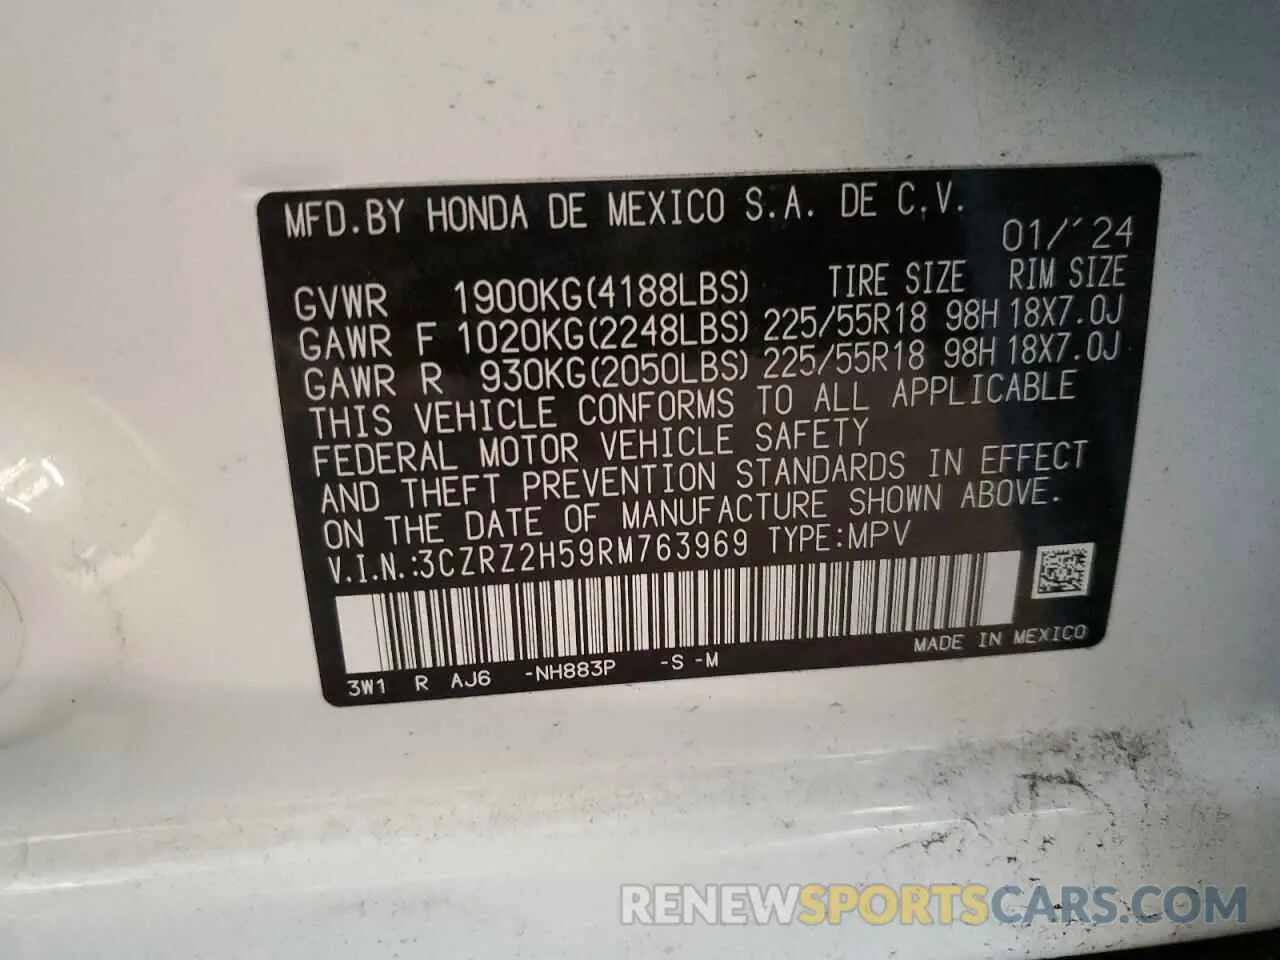 MFD.BY HONDA DE MEXICO S.A. DE C.V.
01/´24
GVWR 1900KG(4188LBS) TIRE SIZE RIM SIZE
GAWR F 1020KG(2248LBS) 225/55R18 98H 18X7.0J
GAWR R 930KG(2050LBS) 225/55R18 98H 18X7.0J
THIS VEHICLE CONFORMS TO ALL APPLICABLE
FEDERAL MOTOR VEHICLE SAFETY
AND THEFT PREVENTION STANDARDS IN EFFECT
ON THE DATE OF MANUFACTURE SHOWN ABOVE.
V.I.N.:3CZRZ2H59RM763969 TYPE:MPV
MADE IN MEXICO
3W1 R AJ6 -NH883P -S -M
RENEWSPORTSCARS.COM